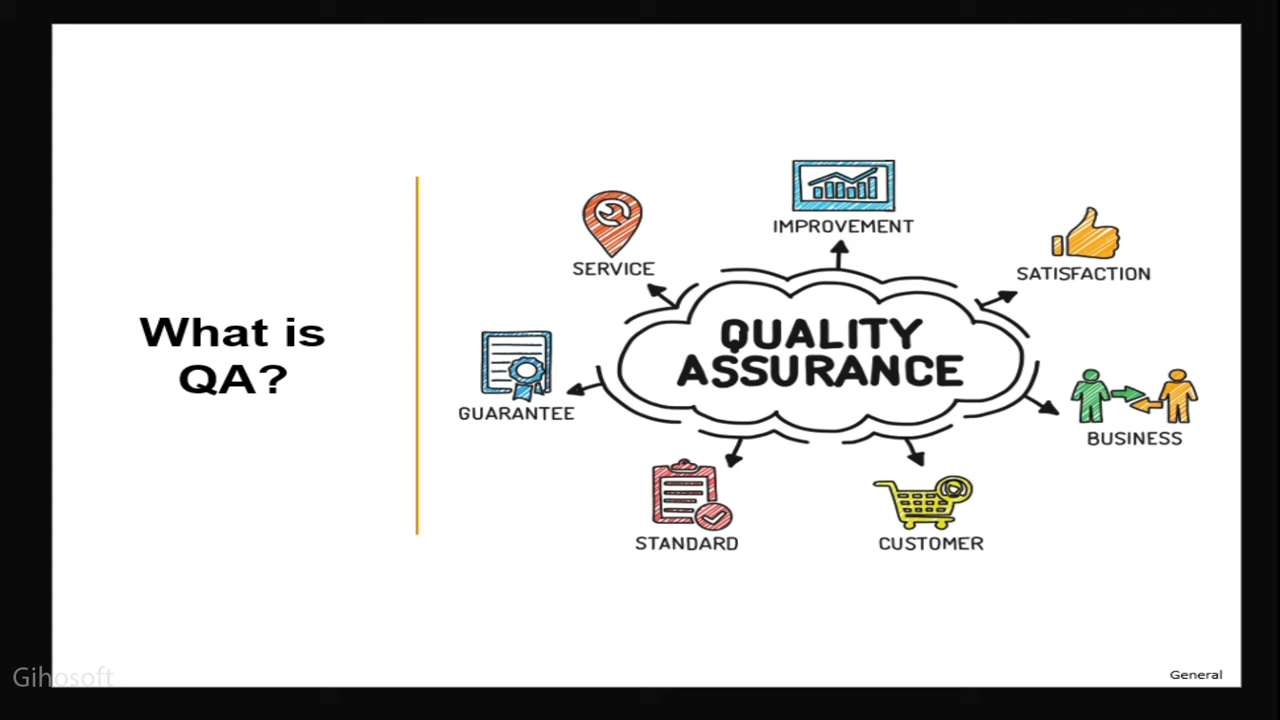 What is
QA?
IMPROVEMENT
SERVICE
SATISFACTION
QUALITY
ASSURANCE
GUARANTEE
BUSINESS
STANDARD
CUSTOMER
Gihosoft
General